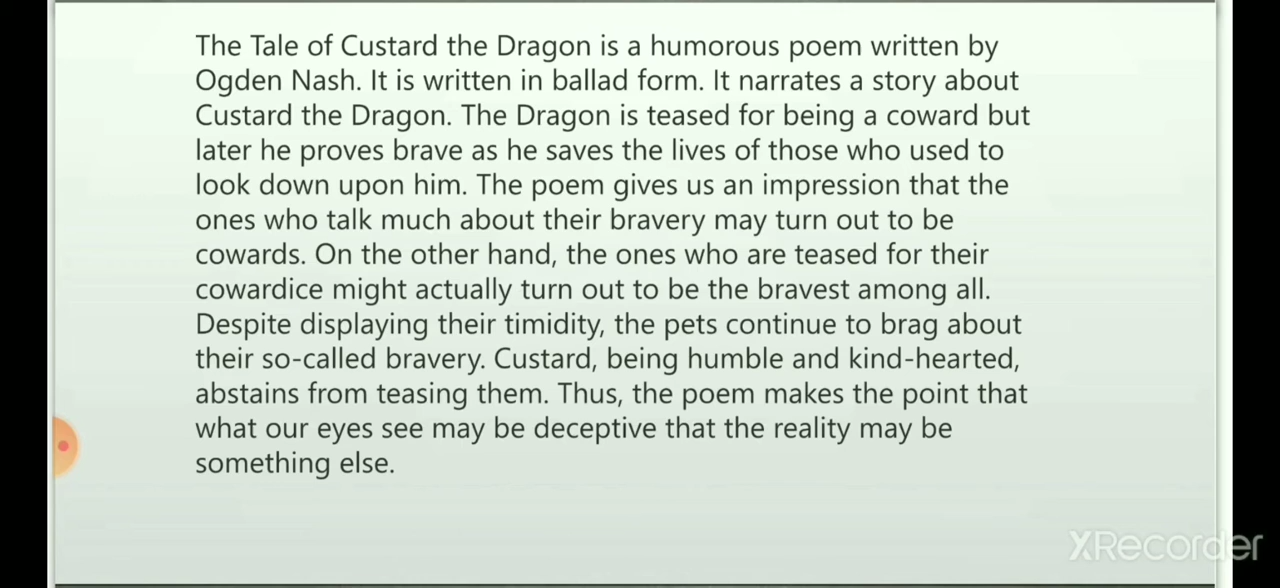 The Tale of Custard the Dragon is a humorous poem written by
Ogden Nash. It is written in ballad form. It narrates a story about
Custard the Dragon. The Dragon is teased for being a coward but
later he proves brave as he saves the lives of those who used to
look down upon him. The poem gives us an impression that the
ones who talk much about their bravery may turn out to be
cowards. On the other hand, the ones who are teased for their
cowardice might actually turn out to be the bravest among all.
Despite displaying their timidity, the pets continue to brag about
their so-called bravery. Custard, being humble and kind-hearted,
abstains from teasing them. Thus, the poem makes the point that
what our eyes see may be deceptive that the reality may be
something else.
XRecorder